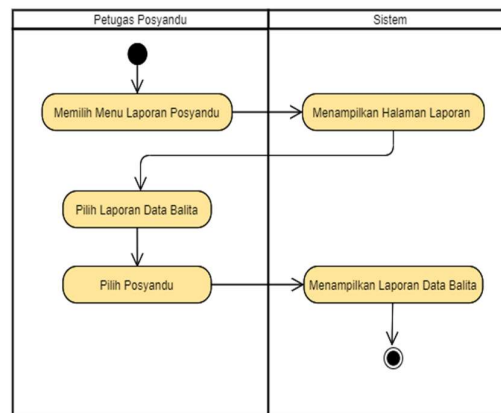 Petugas Posyandu
Sistem
Memilih Menu Laporan Posyandu
Menampilkan Halaman Laporan
Pilih Laporan Data Balita
Pilih Posyandu
Menampilkan Laporan Data Balita